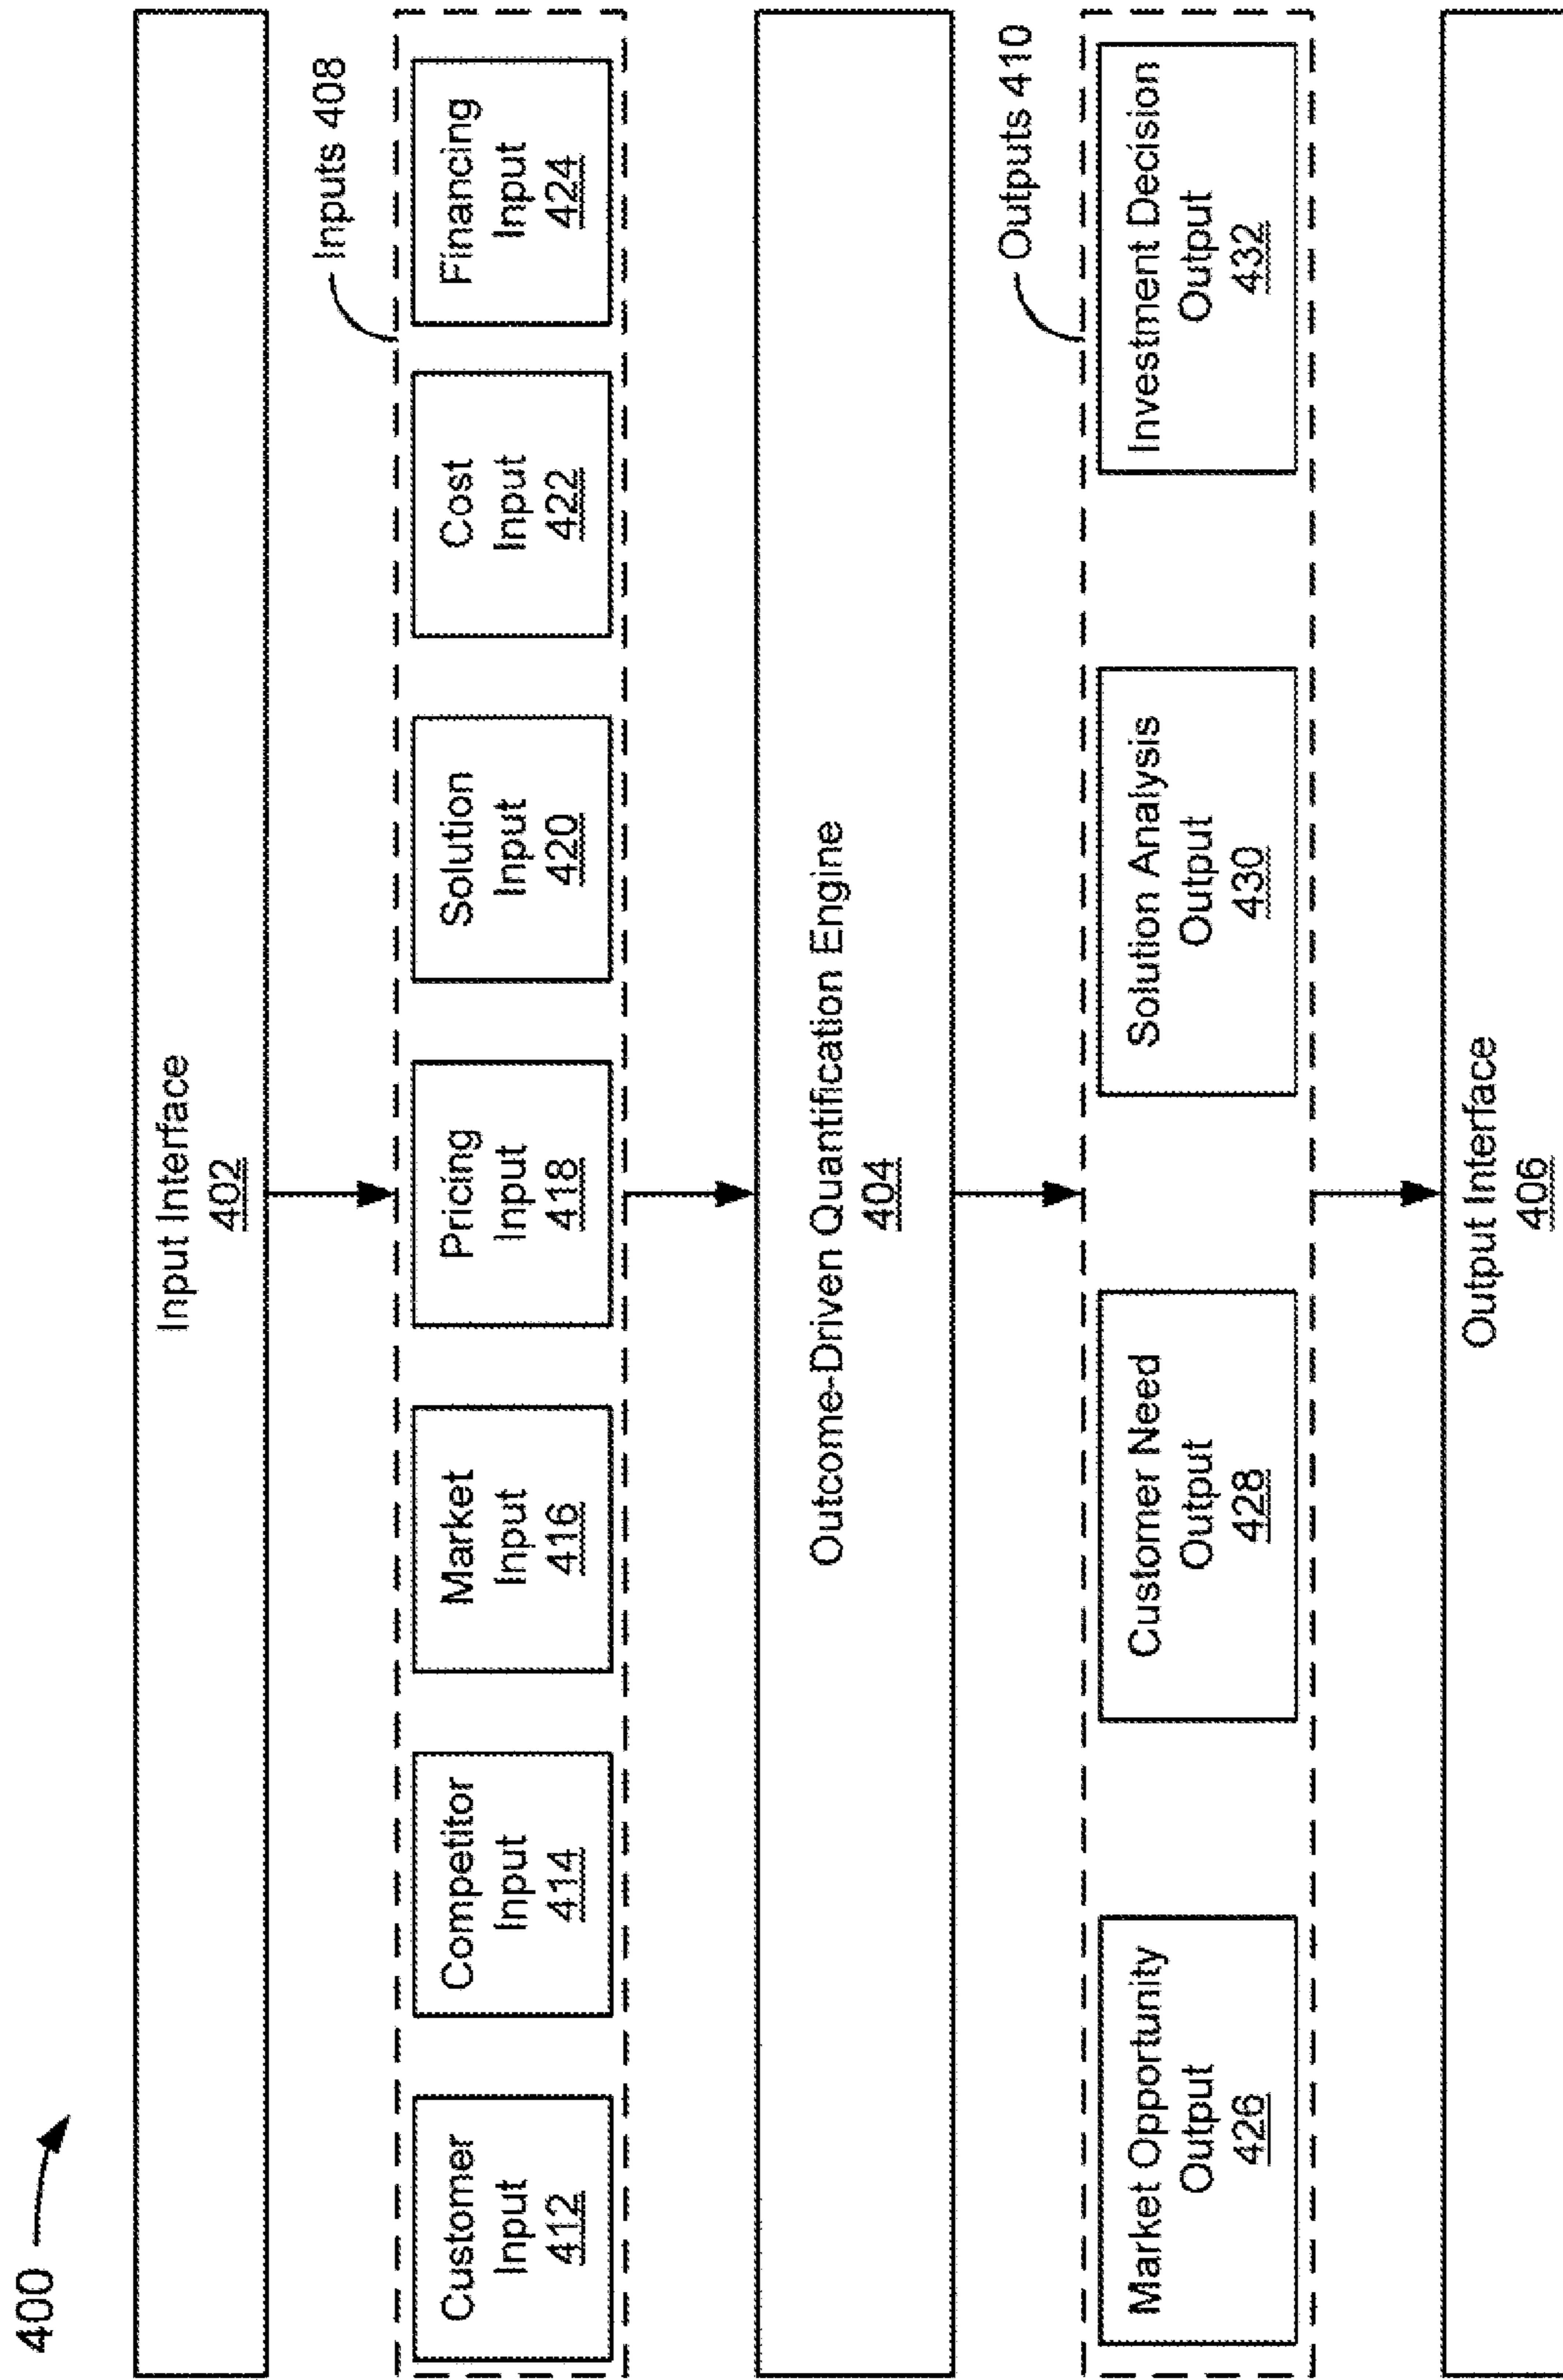 400
Input Interface
402
Inputs 408
Customer
Input
412
Competitor
Input
414
Market
Input
416
Pricing
Input
418
Solution
Input
420
Cost
Input
422
Financing
Input
424
Outcome-Driven Quantification Engine
404
Outputs 410
Market Opportunity
Output
426
Customer Need
Output
428
Solution Analysis
Output
430
Investment Decision
Output
432
Output Interface
406